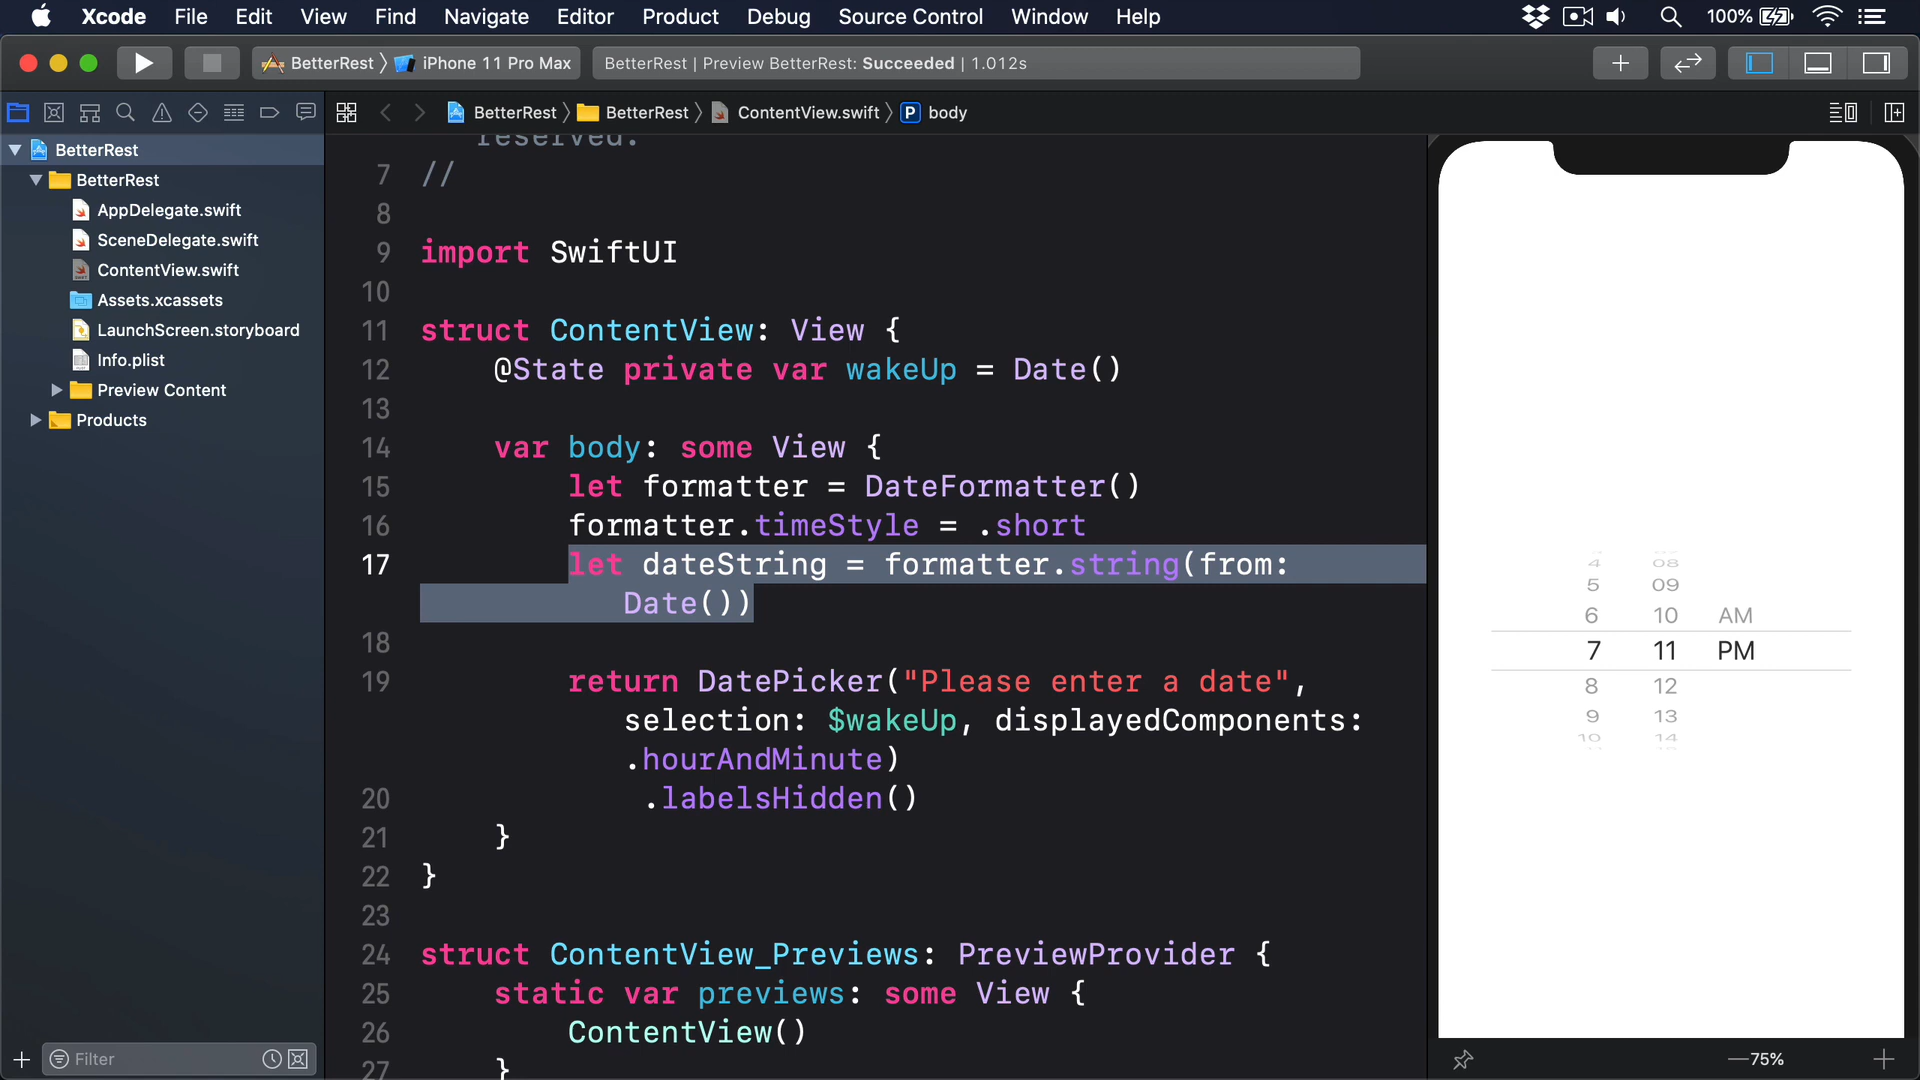 Xcode File Edit View Find Navigate Editor Product Debug Source Control Window Help 100%
BetterRest iPhone 11 Pro Max BetterRest | Preview BetterRest: Succeeded | 1.012s
BetterRest BetterRest ContentView.swift P body
BetterRest
BetterRest
AppDelegate.swift
SceneDelegate.swift
ContentView.swift
Assets.xcassets
LaunchScreen.storyboard
Info.plist
Preview Content
Products
Filter
reserved.
7 //
8
9 import SwiftUI
10
11 struct ContentView: View {
12 @State private var wakeUp = Date()
13
14 var body: some View {
15 let formatter = DateFormatter()
16 formatter.timeStyle = .short
17 let dateString = formatter.string(from:
Date())
18
19 return DatePicker("Please enter a date",
selection: $wakeUp, displayedComponents:
.hourAndMinute)
20 .labelsHidden()
21 }
22 }
23
24 struct ContentView_Previews: PreviewProvider {
25 static var previews: some View {
26 ContentView()
27 }
4 08
5 09
6 10 AM
7 11 PM
8 12
9 13
10 14
75%